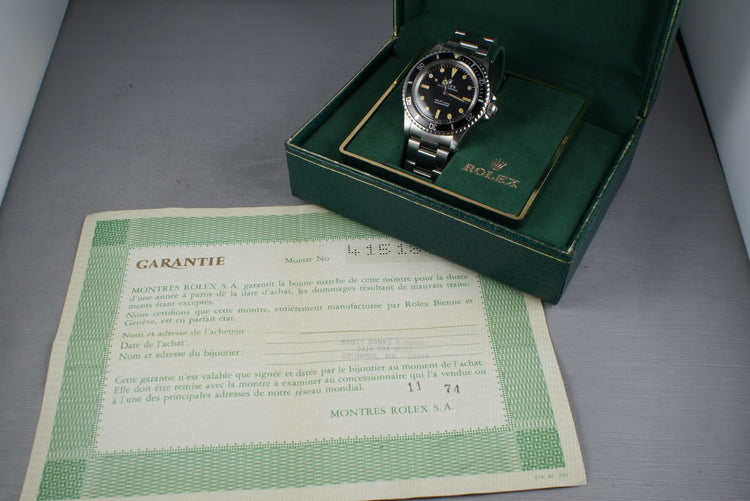 ROLEX
ROLEX
GARANTIE
Montre No 41518
MONTRES ROLEX S.A. garantit la bonne marche de cette montre pour la durée
d'une année à partir de la date d'achat, les dommages résultant de mauvais traite-
ments étant exceptés.
Nous certifions que cette montre, entièrement manufacturée par Rolex Bienne et
Genève, est en parfait état.
Nom et adresse de l'acheteur:
Date de l'achat:
Nom et adresse du bijoutier:
Cette garantie n'est valable que signée et datée par le bijoutier au moment de l'achat.
Elle doit être remise avec la montre à examiner au concessionnaire qui l'a vendue ou
à l'une des principales adresses de notre réseau mondial.
11 74
MONTRES ROLEX S.A.